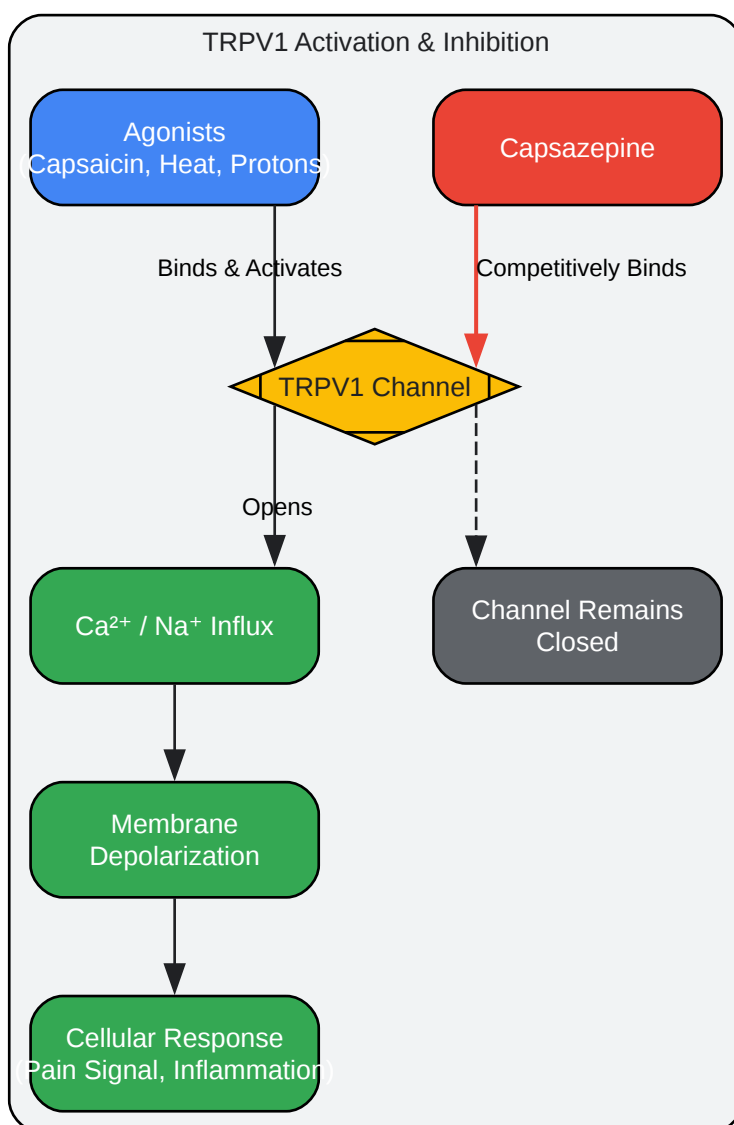 TRPV1 Activation & Inhibition
Agonists
(Capsaicin, Heat, Protons)
Capsazepine
Binds & Activates
Competitively Binds
TRPV1 Channel
Opens
Ca²⁺ / Na⁺ Influx
Channel Remains
Closed
Membrane
Depolarization
Cellular Response
(Pain Signal, Inflammation)